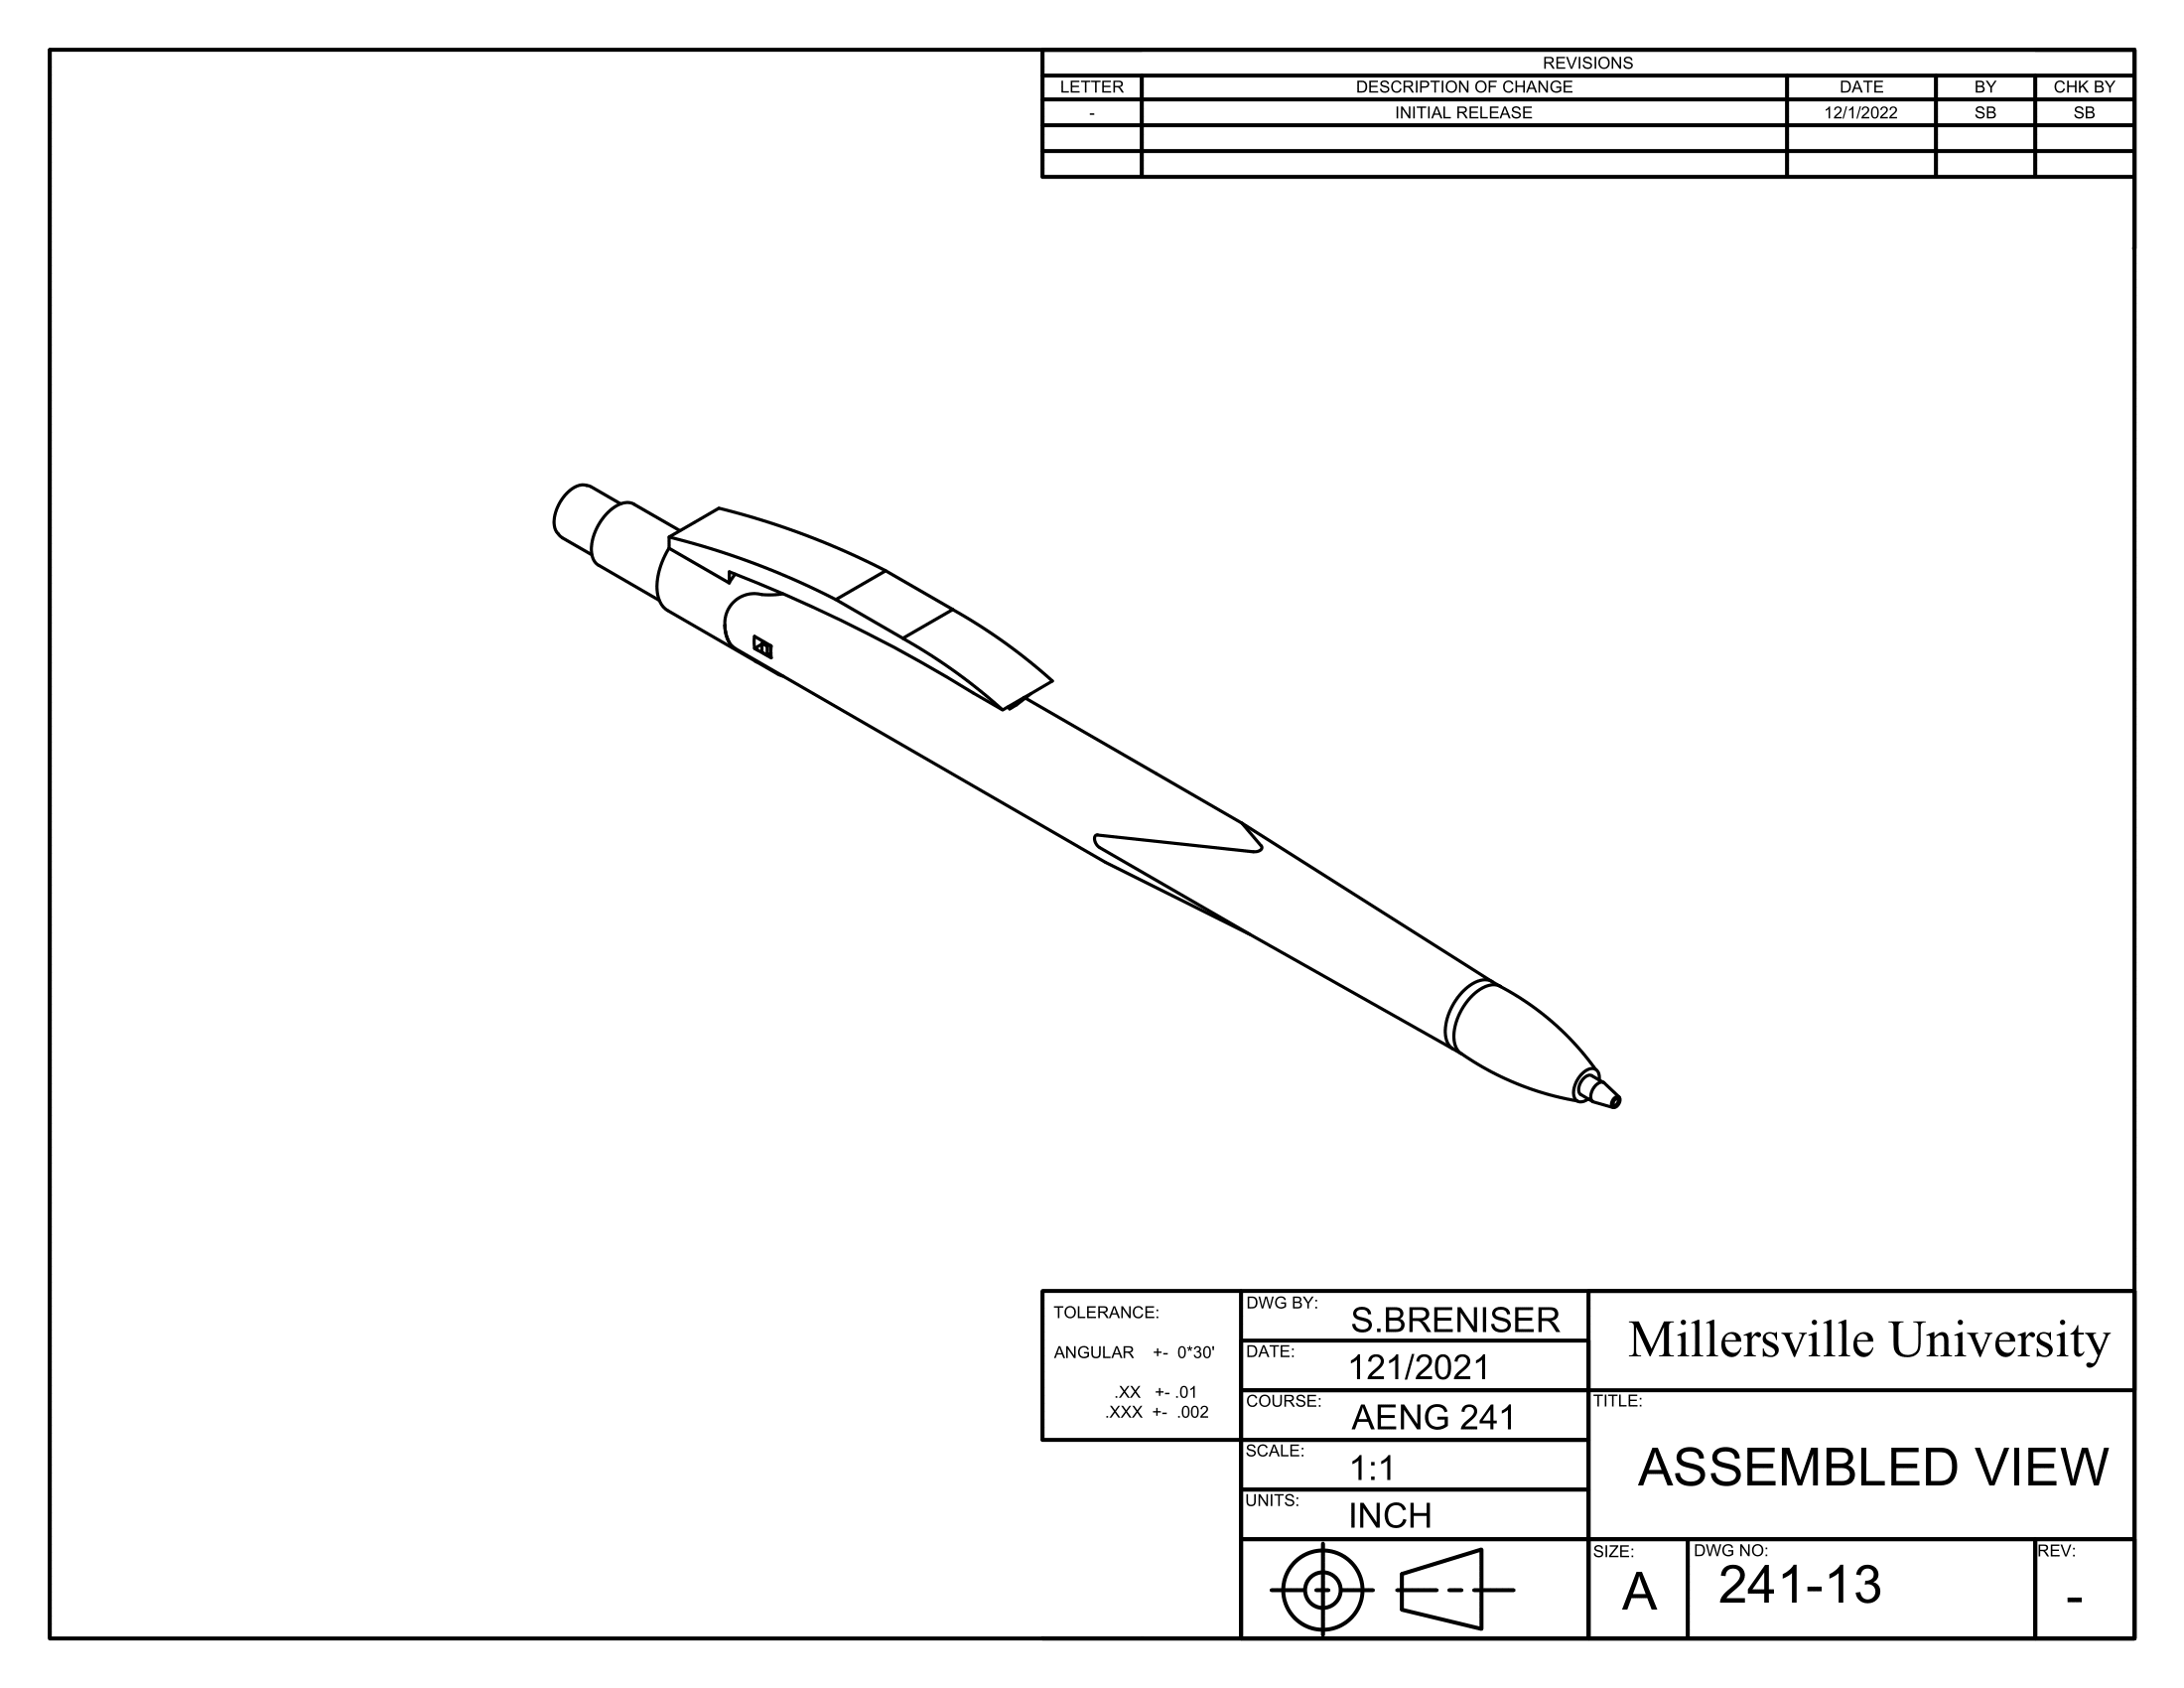 REVISIONS
LETTER DESCRIPTION OF CHANGE DATE BY CHK BY
- INITIAL RELEASE 12/1/2022 SB SB
TOLERANCE:
ANGULAR +- 0*30'
.XX +- .01
.XXX +- .002
DWG BY: S.BRENISER
DATE: 121/2021
COURSE: AENG 241
SCALE: 1:1
UNITS: INCH
Millersville University
TITLE:
ASSEMBLED VIEW
SIZE: A
DWG NO: 241-13
REV: -